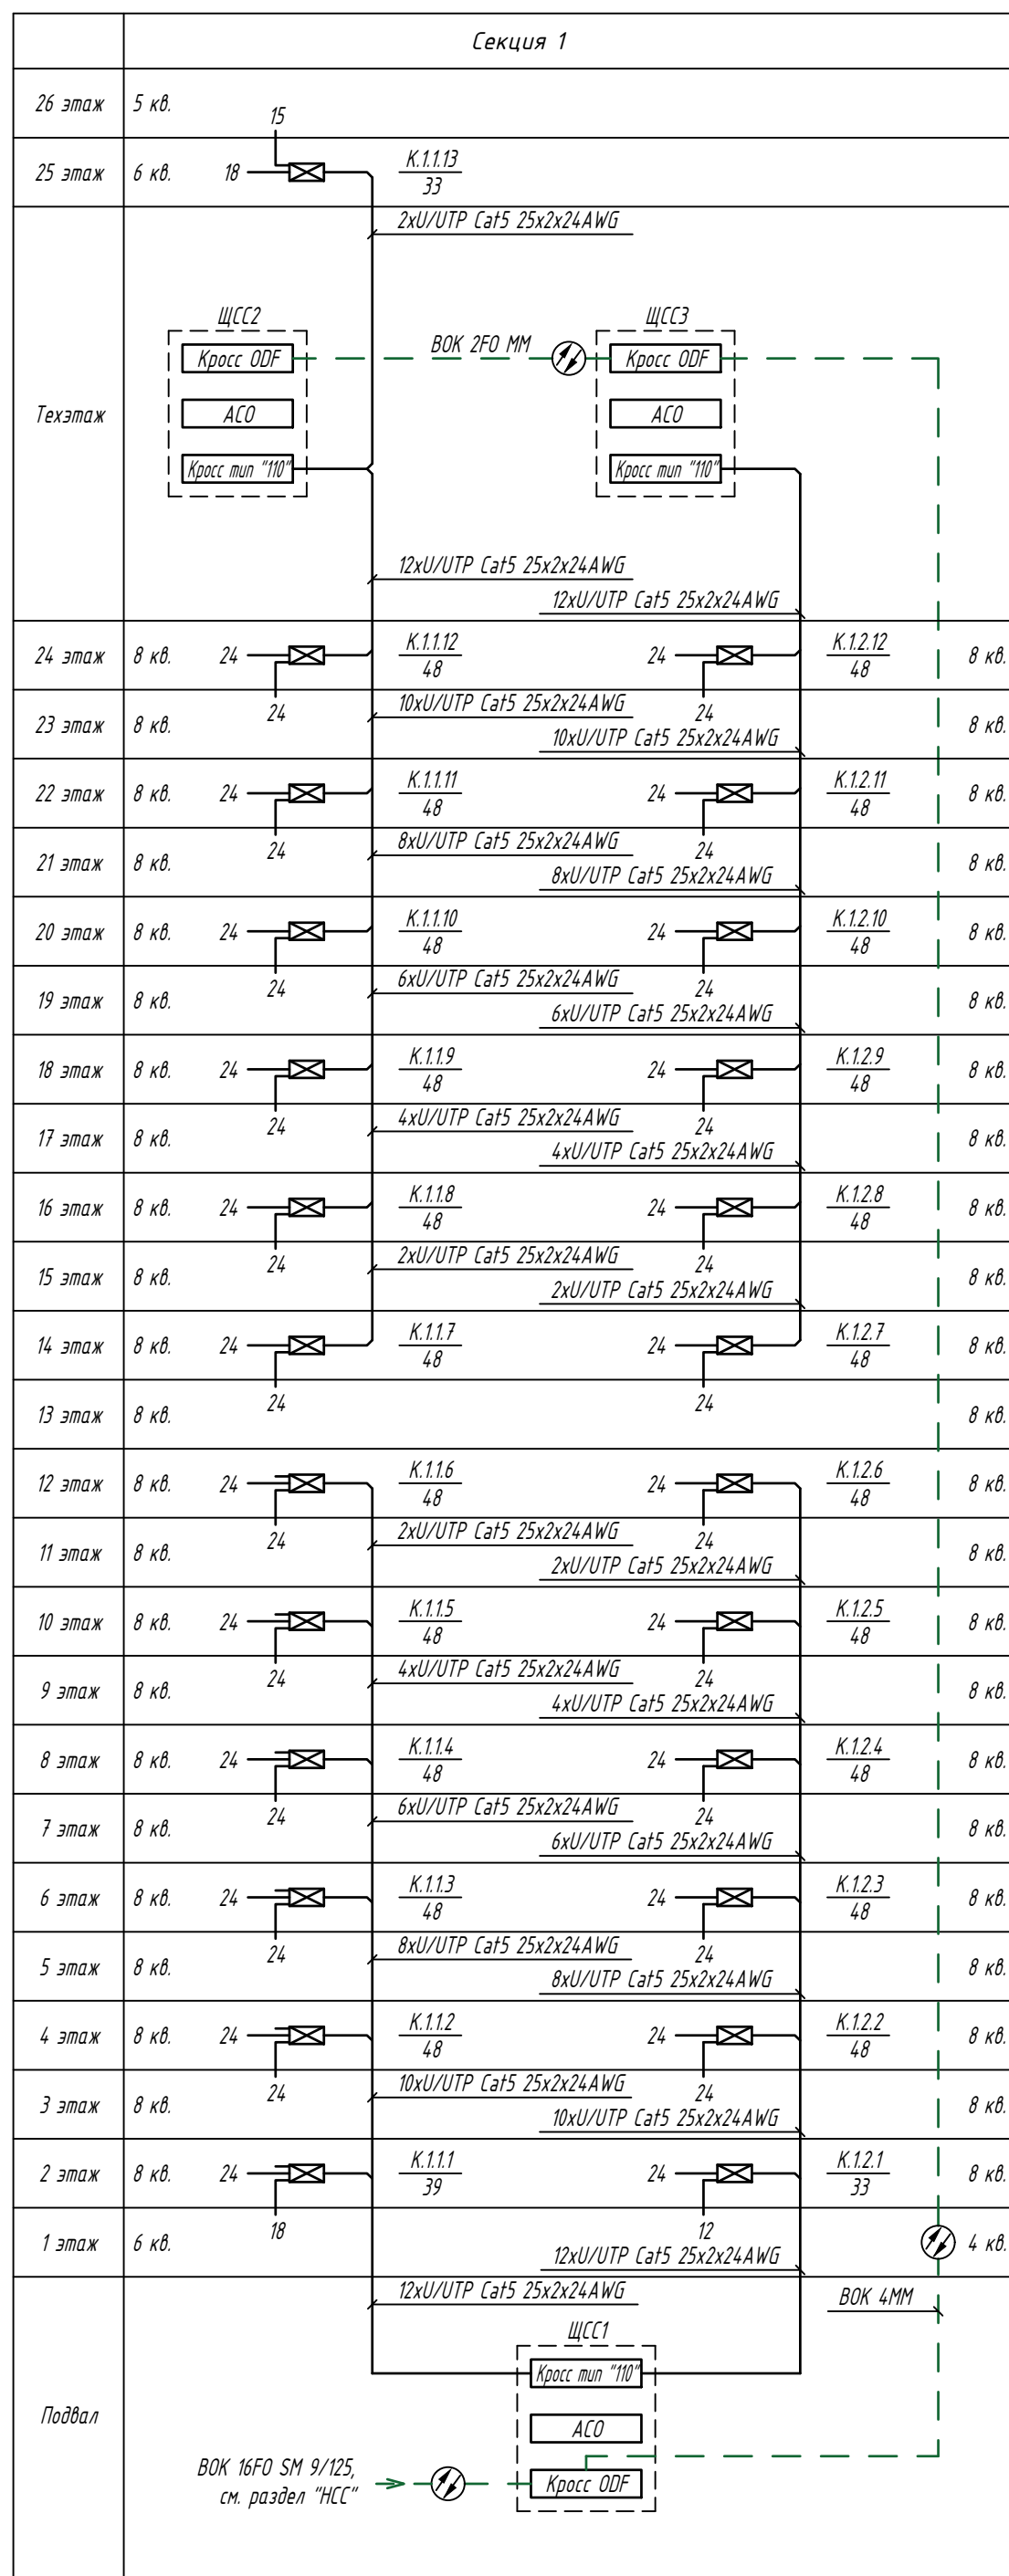 Секция 1
26 этаж 5 кв.
15
25 этаж 6 кв. 18 К.1.1.13
33
2xU/UTP Cat5 25x2x24AWG
ЩСС2 ЩСС3
Кросс ODF ВОК 2FO ММ Кросс ODF
Техэтаж АСО АСО
Кросс тип "110" Кросс тип "110"
12xU/UTP Cat5 25x2x24AWG
12xU/UTP Cat5 25x2x24AWG
24 этаж 8 кв. 24 К.1.1.12 24 К.1.2.12 8 кв.
48 48
24 10xU/UTP Cat5 25x2x24AWG 24
23 этаж 8 кв. 10xU/UTP Cat5 25x2x24AWG 8 кв.
22 этаж 8 кв. 24 К.1.1.11 24 К.1.2.11 8 кв.
48 48
24 8xU/UTP Cat5 25x2x24AWG 24
21 этаж 8 кв. 8xU/UTP Cat5 25x2x24AWG 8 кв.
20 этаж 8 кв. 24 К.1.1.10 24 К.1.2.10 8 кв.
48 48
24 6xU/UTP Cat5 25x2x24AWG 24
19 этаж 8 кв. 6xU/UTP Cat5 25x2x24AWG 8 кв.
18 этаж 8 кв. 24 К.1.1.9 24 К.1.2.9 8 кв.
48 48
24 4xU/UTP Cat5 25x2x24AWG 24
17 этаж 8 кв. 4xU/UTP Cat5 25x2x24AWG 8 кв.
16 этаж 8 кв. 24 К.1.1.8 24 К.1.2.8 8 кв.
48 48
24 2xU/UTP Cat5 25x2x24AWG 24
15 этаж 8 кв. 2xU/UTP Cat5 25x2x24AWG 8 кв.
14 этаж 8 кв. 24 К.1.1.7 24 К.1.2.7 8 кв.
48 48
24 24
13 этаж 8 кв. 8 кв.
12 этаж 8 кв. 24 К.1.1.6 24 К.1.2.6 8 кв.
48 48
24 2xU/UTP Cat5 25x2x24AWG 24
11 этаж 8 кв. 2xU/UTP Cat5 25x2x24AWG 8 кв.
10 этаж 8 кв. 24 К.1.1.5 24 К.1.2.5 8 кв.
48 48
24 4xU/UTP Cat5 25x2x24AWG 24
9 этаж 8 кв. 4xU/UTP Cat5 25x2x24AWG 8 кв.
8 этаж 8 кв. 24 К.1.1.4 24 К.1.2.4 8 кв.
48 48
24 6xU/UTP Cat5 25x2x24AWG 24
7 этаж 8 кв. 6xU/UTP Cat5 25x2x24AWG 8 кв.
6 этаж 8 кв. 24 К.1.1.3 24 К.1.2.3 8 кв.
48 48
24 8xU/UTP Cat5 25x2x24AWG 24
5 этаж 8 кв. 8xU/UTP Cat5 25x2x24AWG 8 кв.
4 этаж 8 кв. 24 К.1.1.2 24 К.1.2.2 8 кв.
48 48
24 10xU/UTP Cat5 25x2x24AWG 24
3 этаж 8 кв. 10xU/UTP Cat5 25x2x24AWG 8 кв.
2 этаж 8 кв. 24 К.1.1.1 24 К.1.2.1 8 кв.
39 33
18 12
1 этаж 6 кв. 4 кв.
12xU/UTP Cat5 25x2x24AWG
12xU/UTP Cat5 25x2x24AWG ВОК 4ММ
ЩСС1
Кросс тип "110"
Подвал АСО
ВОК 16FO SM 9/125,
Кросс ODF
см. раздел "НСС"